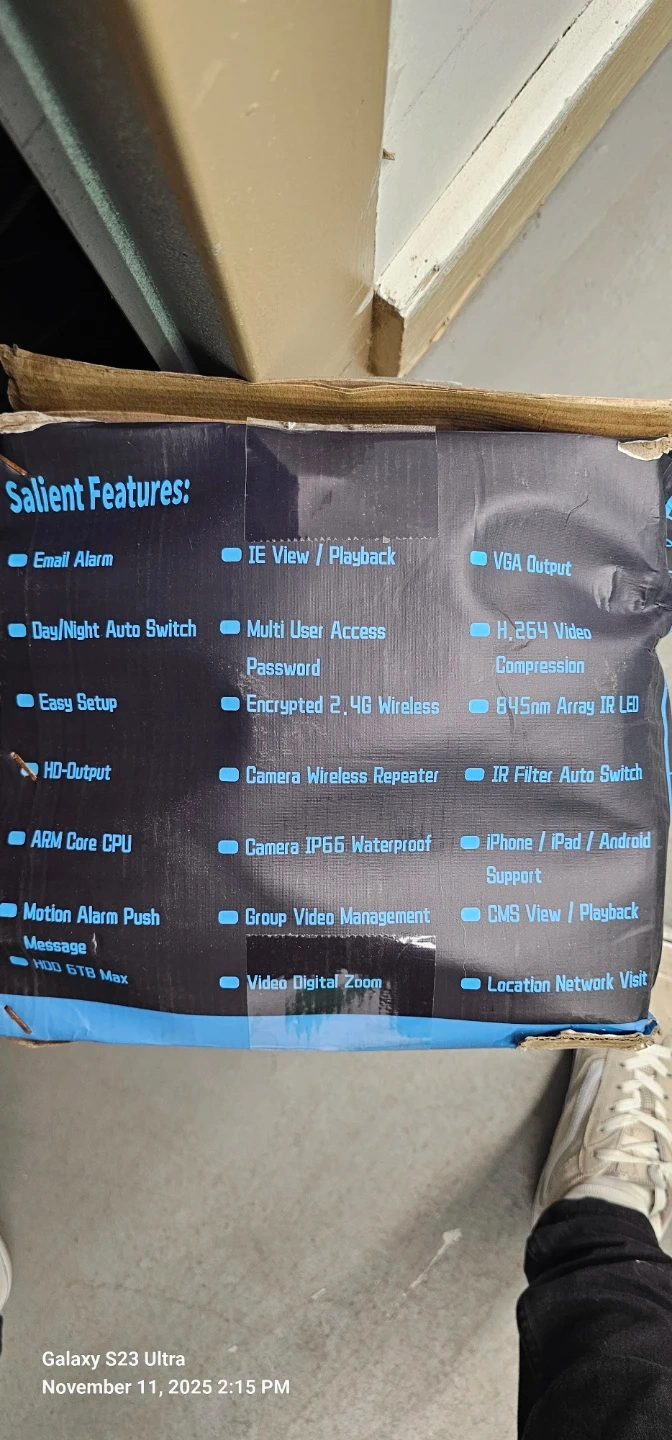 Salient Features:
Email Alarm
Day/Night Auto Switch
Easy Setup
HD-Output
ARM Core CPU
Motion Alarm Push
Message
HDD 6TB Max
IE View / Playback
Multi User Access
Password
Encrypted 2.4G Wireless
Camera Wireless Repeater
Camera IP66 Waterproof
Group Video Management
Video Digital Zoom
VGA Output
H.264 Video
Compression
845nm Array IR LED
IR Filter Auto Switch
iPhone / iPad / Android
Support
CMS View / Playback
Location Network Visit
Galaxy S23 Ultra
November 11, 2025 2:15 PM